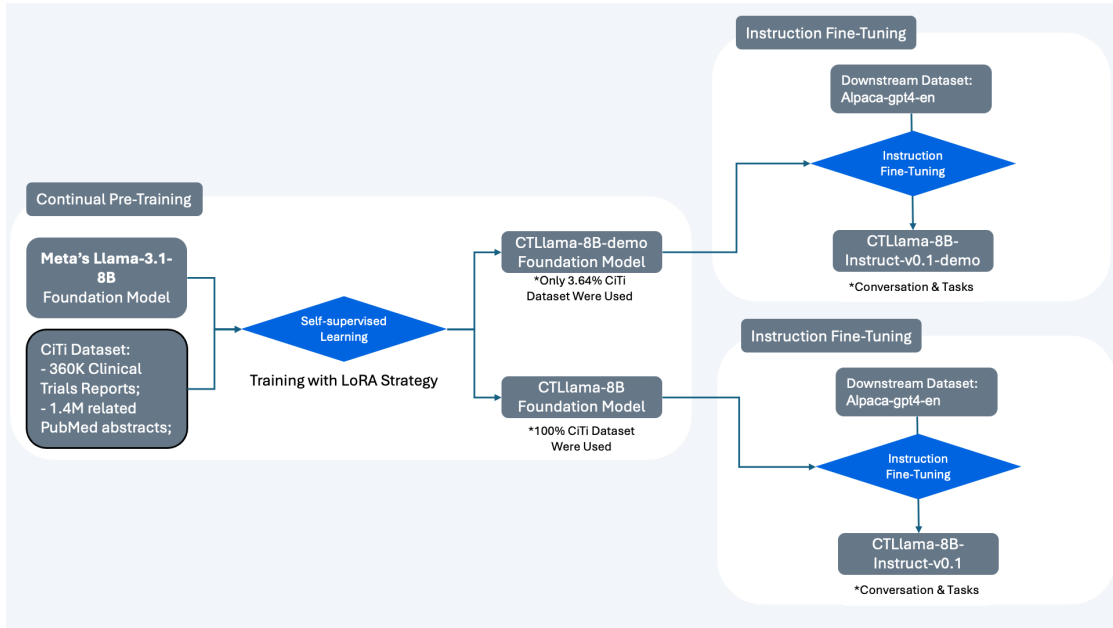 Continual Pre-Training
Meta's Llama-3.1-
8B
Foundation Model
CiTi Dataset:
- 360K Clinical
Trials Reports;
- 1.4M related
PubMed abstracts;
Self-supervised
Learning
Training with LoRA Strategy
CTLlama-8B-demo
Foundation Model
*Only 3.64% CiTi
Dataset Were Used
CTLlama-8B
Foundation Model
*100% CiTi Dataset
Were Used
Instruction Fine-Tuning
Downstream Dataset:
Alpaca-gpt4-en
Instruction
Fine-Tuning
CTLlama-8B-
Instruct-v0.1-demo
*Conversation & Tasks
Instruction Fine-Tuning
Downstream Dataset:
Alpaca-gpt4-en
Instruction
Fine-Tuning
CTLlama-8B-
Instruct-v0.1
*Conversation & Tasks